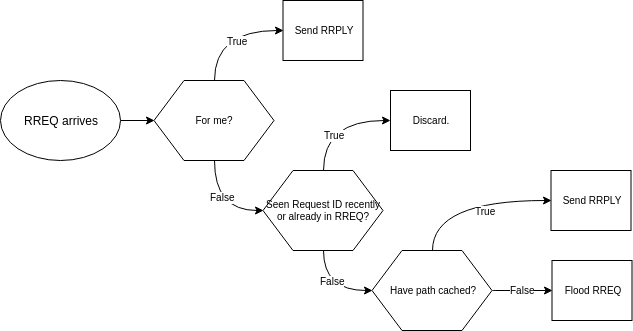 Send RRPLY
True
RREQ arrives
For me?
Discard.
True
False
Seen Request ID recently
or already in RREQ?
Send RRPLY
True
False
Have path cached?
False
Flood RREQ